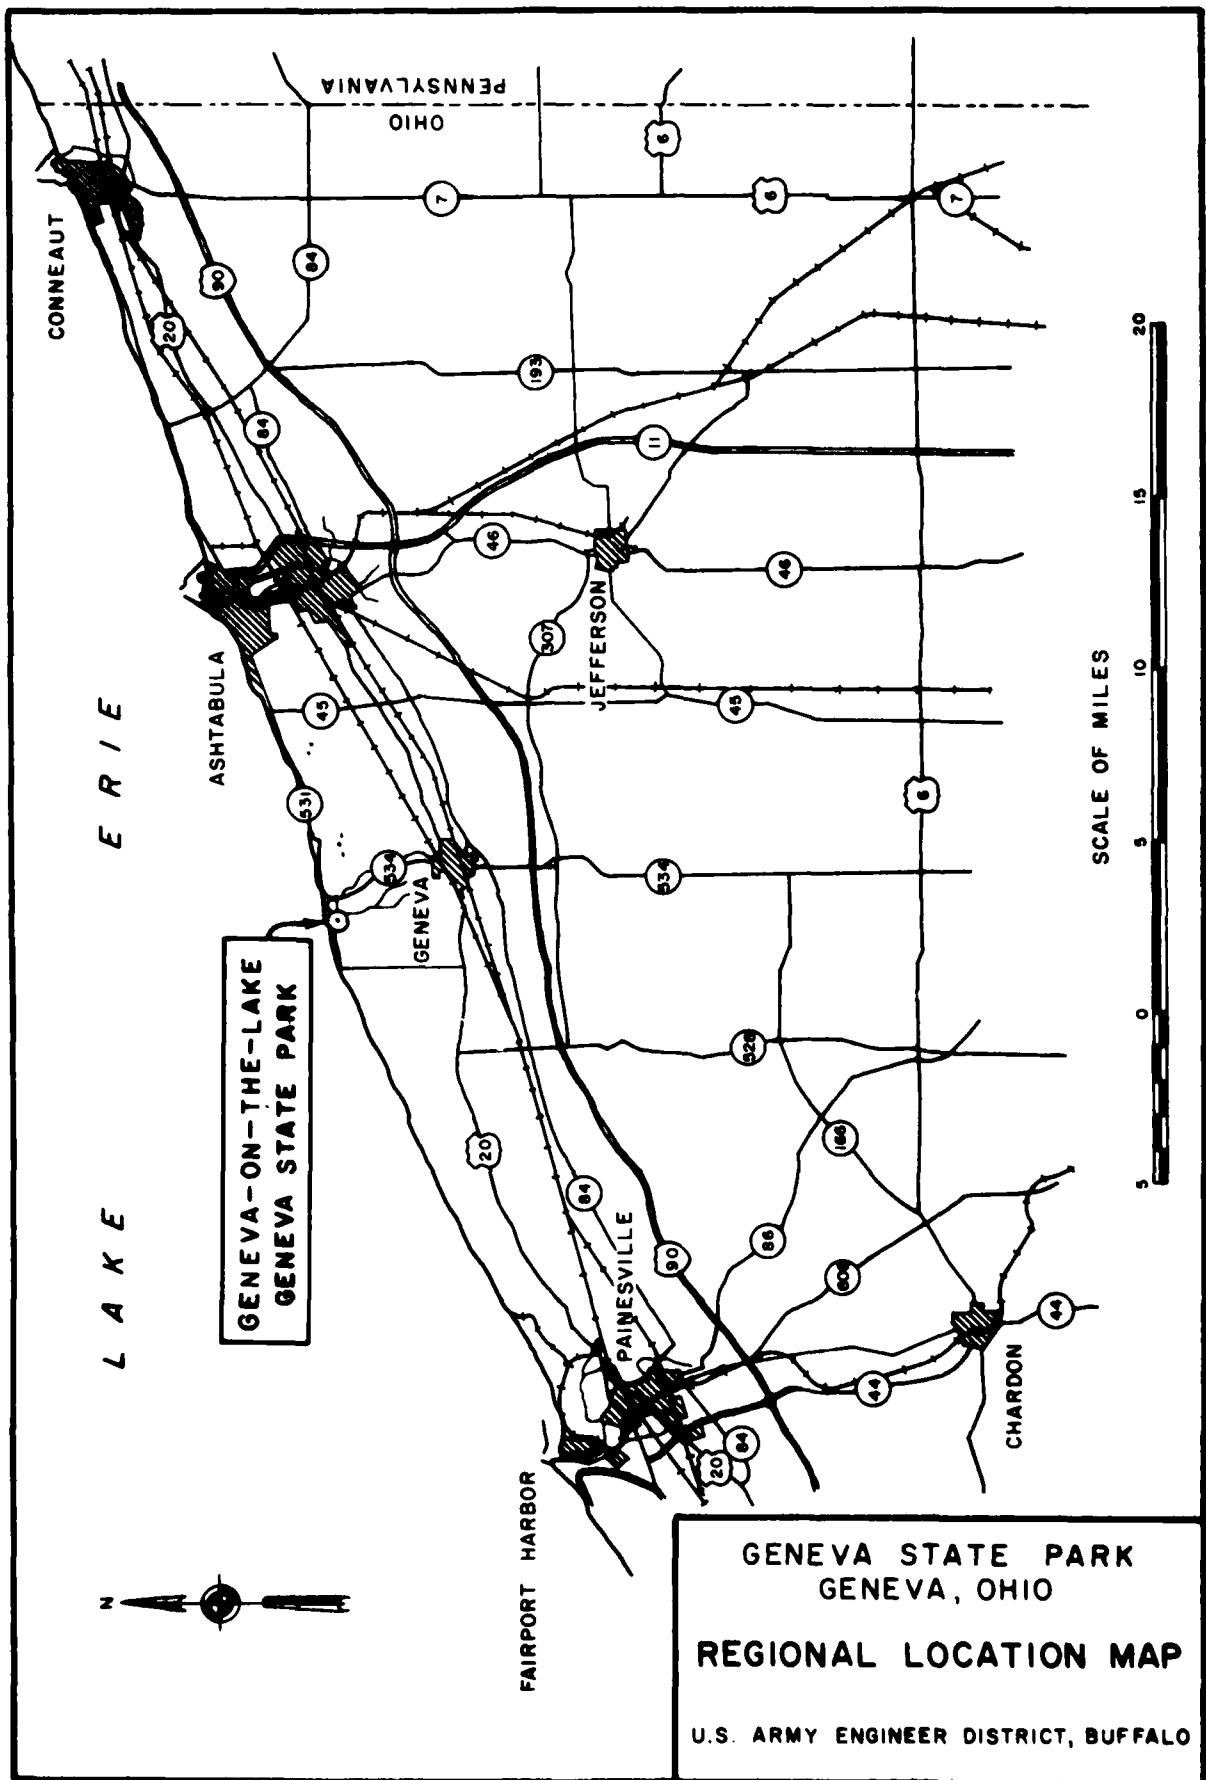 LAKE ERIE
N
CONNEAUT
OHIO
PENNSYLVANIA
20
90
84
7
6
6
7
84
193
11
ASHTABULA
46
46
307
JEFFERSON
45
45
531
534
GENEVA
534
6
GENEVA-ON-THE-LAKE
GENEVA STATE PARK
20
84
528
166
PAINESVILLE
90
86
608
44
44
CHARDON
84
20
FAIRPORT HARBOR
SCALE OF MILES
5 0 5 10 15 20
GENEVA STATE PARK
GENEVA, OHIO
REGIONAL LOCATION MAP
U.S. ARMY ENGINEER DISTRICT, BUFFALO